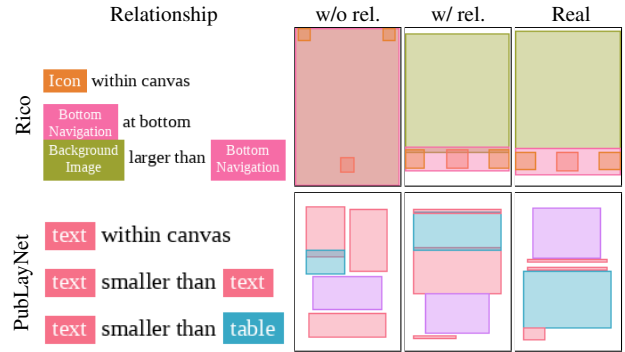 Relationship w/o rel. w/ rel. Real
Rico
Icon within canvas
Bottom Navigation at bottom
Background Image larger than Bottom Navigation
PubLayNet
text within canvas
text smaller than text
text smaller than table